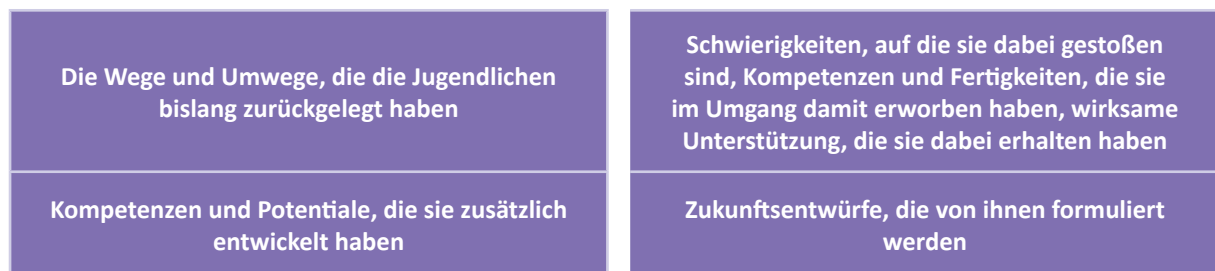 Die Wege und Umwege, die die Jugendlichen
bislang zurückgelegt haben
Schwierigkeiten, auf die sie dabei gestoßen
sind, Kompetenzen und Fertigkeiten, die sie
im Umgang damit erworben haben, wirksame
Unterstützung, die sie dabei erhalten haben
Kompetenzen und Potentiale, die sie zusätzlich
entwickelt haben
Zukunftsentwürfe, die von ihnen formuliert
werden